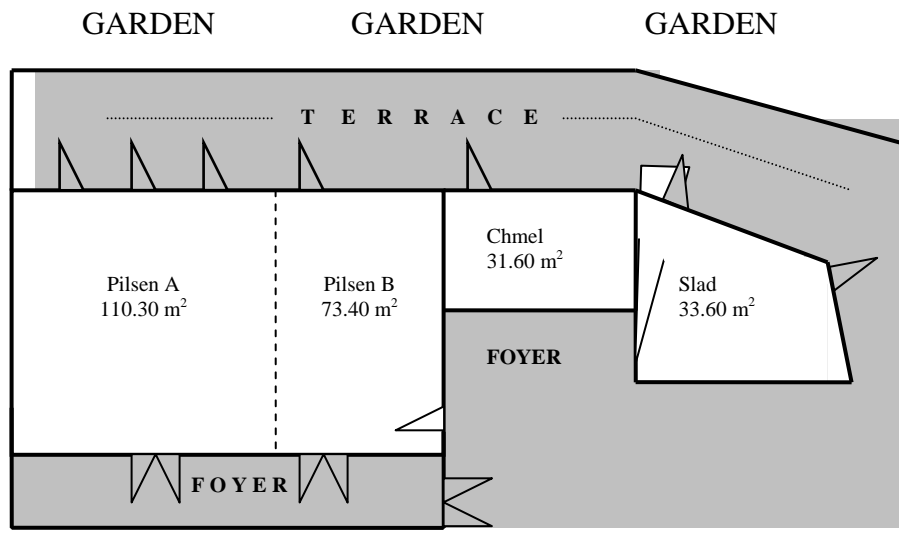 GARDEN GARDEN GARDEN
T E R R A C E
Chmel
31.60 m²
Pilsen A
110.30 m²
Pilsen B
73.40 m²
Slad
33.60 m²
FOYER
F O Y E R